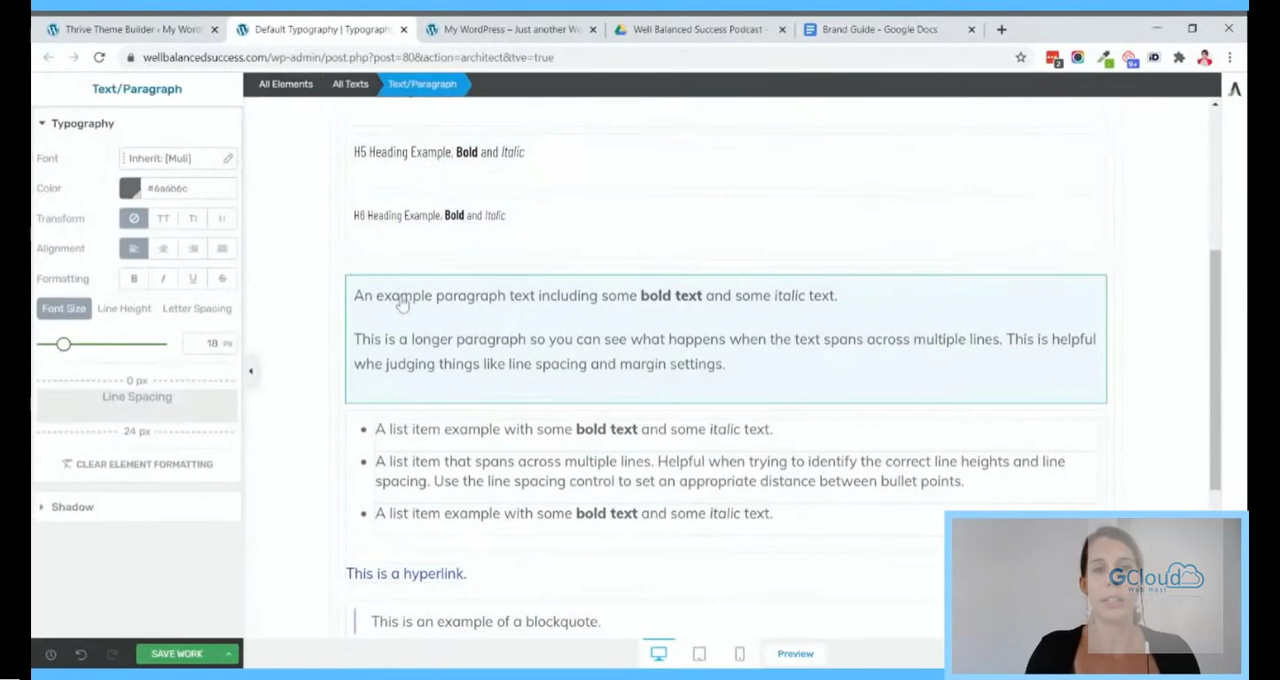 Thrive Theme Builder ‹ My Word
Default Typography | Typograph
My WordPress – Just another Wo
Well Balanced Success Podcast -
Brand Guide - Google Docs
wellbalancedsuccess.com/wp-admin/post.php?post=80&action=architect&tve=true
Text/Paragraph
All Elements
All Texts
Text/Paragraph
Typography
Font
Inherit: [Muli]
Color
#6a6b6c
Transform
TT
Tt
tt
Alignment
Formatting
B
I
U
S
Font Size
Line Height
Letter Spacing
18 PX
0 px
Line Spacing
24 px
CLEAR ELEMENT FORMATTING
Shadow
H5 Heading Example, Bold and Italic
H6 Heading Example, Bold and Italic
An example paragraph text including some bold text and some italic text.
This is a longer paragraph so you can see what happens when the text spans across multiple lines. This is helpful
whe judging things like line spacing and margin settings.
A list item example with some bold text and some italic text.
A list item that spans across multiple lines. Helpful when trying to identify the correct line heights and line
spacing. Use the line spacing control to set an appropriate distance between bullet points.
A list item example with some bold text and some italic text.
This is a hyperlink.
This is an example of a blockquote.
SAVE WORK
Preview
GCloud
Web Host